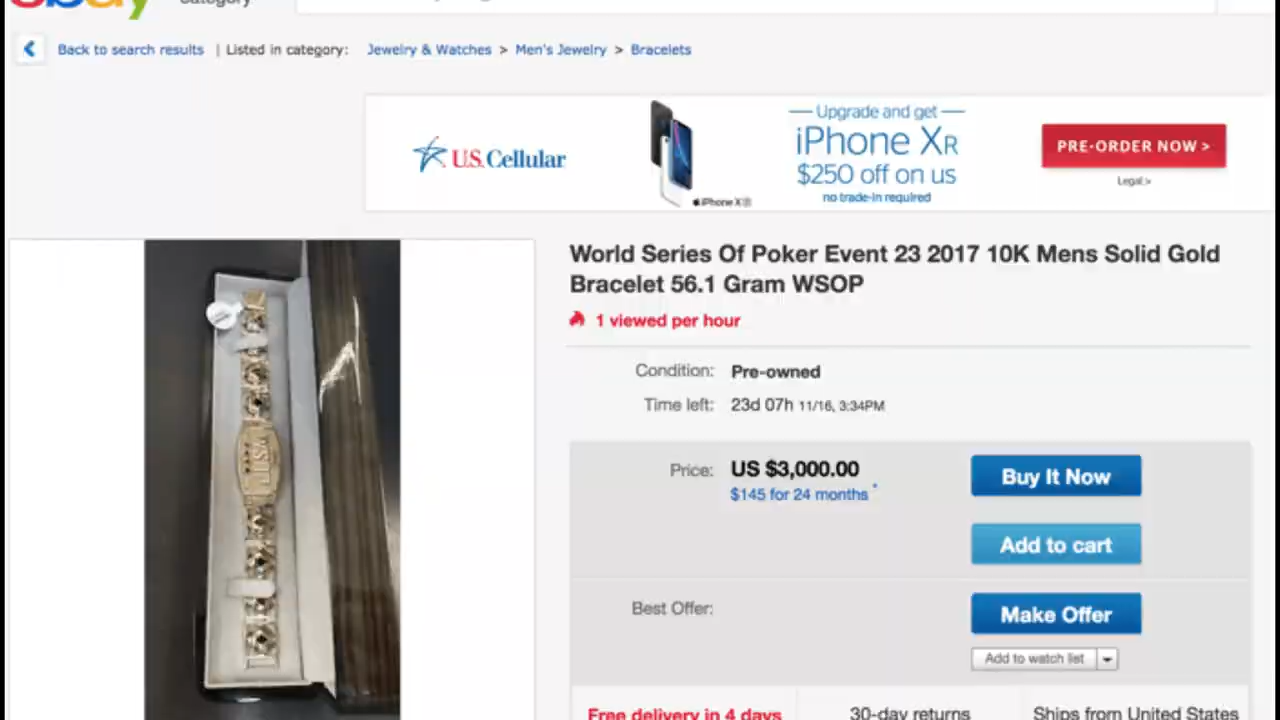 ebay
category
Back to search results | Listed in category: Jewelry & Watches > Men's Jewelry > Bracelets
U.S. Cellular
Upgrade and get
iPhone XR
$250 off on us
no trade-in required
PRE-ORDER NOW >
Legal >
iPhone XR
World Series Of Poker Event 23 2017 10K Mens Solid Gold
Bracelet 56.1 Gram WSOP
1 viewed per hour
Condition: Pre-owned
Time left: 23d 07h 11/16, 3:34PM
Price: US $3,000.00
$145 for 24 months *
Buy It Now
Add to cart
Best Offer:
Make Offer
Add to watch list
Free delivery in 4 days
30-day returns
Ships from United States